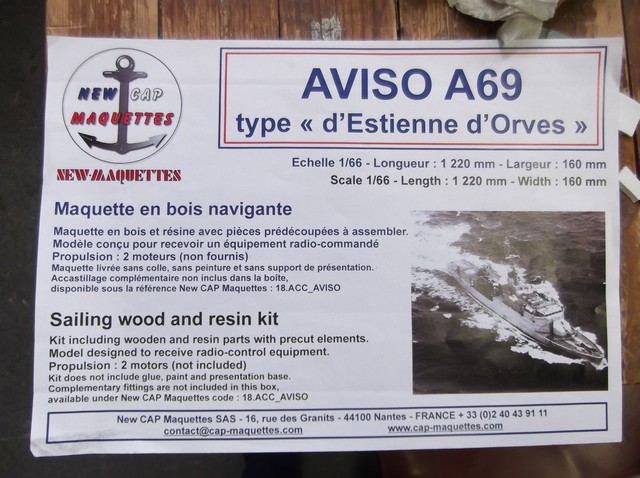 NEW CAP
MAQUETTES
NEW-MAQUETTES
AVISO A69
type « d'Estienne d'Orves »
Echelle 1/66 - Longueur : 1 220 mm - Largeur : 160 mm
Scale 1/66 - Length : 1 220 mm - Width : 160 mm
Maquette en bois navigante
Maquette en bois et résine avec pièces prédécoupées à assembler.
Modèle conçu pour recevoir un équipement radio-commandé
Propulsion : 2 moteurs (non fournis)
Maquette livrée sans colle, sans peinture et sans support de présentation.
Accastillage complémentaire non inclus dans la boîte,
disponible sous la référence New CAP Maquettes : 18.ACC_AVISO
Sailing wood and resin kit
Kit including wooden and resin parts with precut elements.
Model designed to receive radio-control equipment.
Propulsion : 2 motors (not included)
Kit does not include glue, paint and presentation base.
Complementary fittings are not included in this box,
available under New CAP Maquettes code : 18.ACC_AVISO
New CAP Maquettes SAS - 16, rue des Granits - 44100 Nantes - FRANCE + 33 (0)2 40 43 91 11
contact@cap-maquettes.com www.cap-maquettes.com